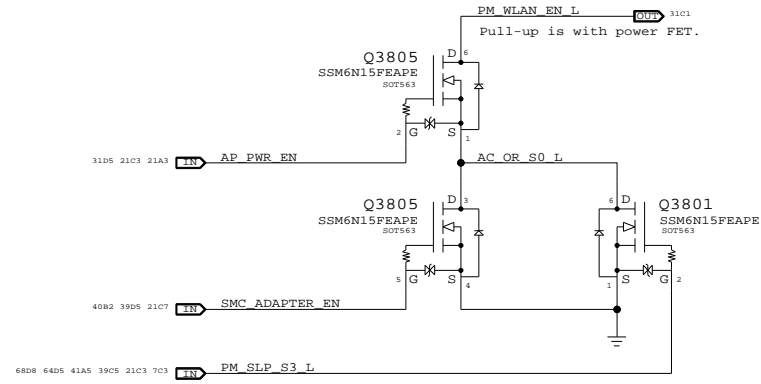 PM_WLAN_EN_L OUT 31C1
Pull-up is with power FET.
Q3805
SSM6N15FEAPE
SOT563
D 6
2 G S 1
31D5 21C3 21A3 IN AP_PWR_EN
AC_OR_S0_L
Q3805
SSM6N15FEAPE
SOT563
D 3
5 G S 4
6 D
Q3801
SSM6N15FEAPE
SOT563
1 S G 2
40B2 39D5 21C7 IN SMC_ADAPTER_EN
68D8 64D5 41A5 39C5 21C3 7C3 IN PM_SLP_S3_L